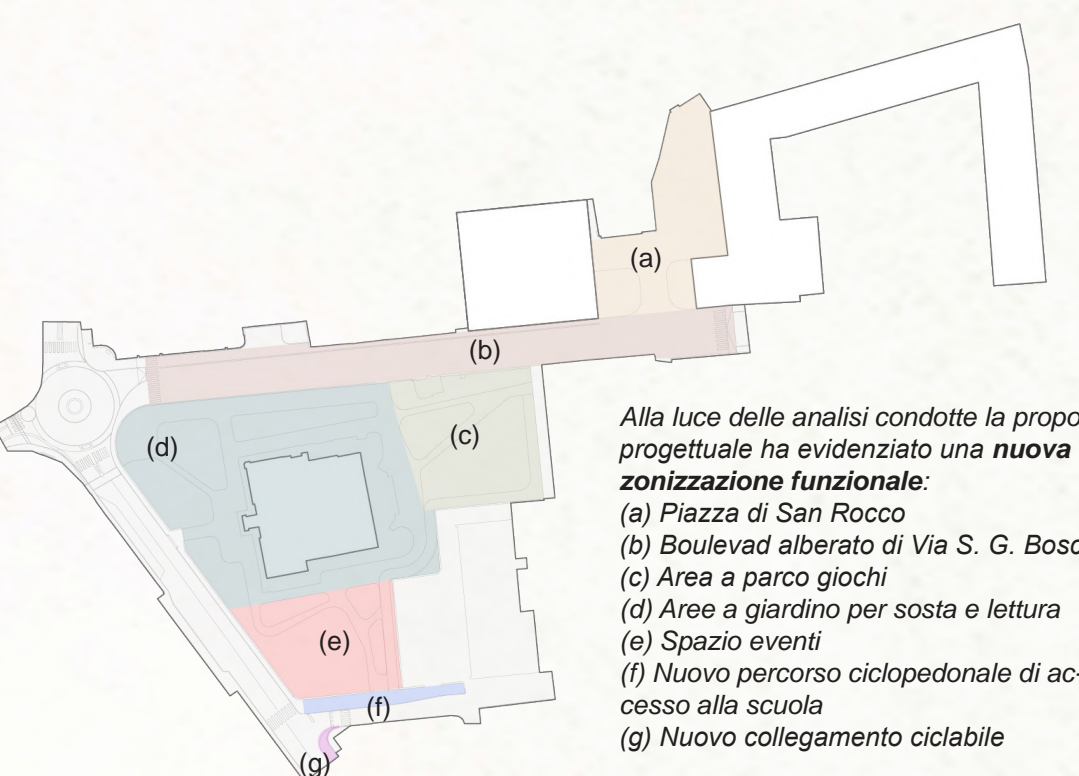 (a)
(b)
(c)
(d)
(e)
(f)
(g)
Alla luce delle analisi condotte la propo
progettuale ha evidenziato una nuova
zonizzazione funzionale:
(a) Piazza di San Rocco
(b) Boulevad alberato di Via S. G. Bosc
(c) Area a parco giochi
(d) Aree a giardino per sosta e lettura
(e) Spazio eventi
(f) Nuovo percorso ciclopedonale di ac-
cesso alla scuola
(g) Nuovo collegamento ciclabile